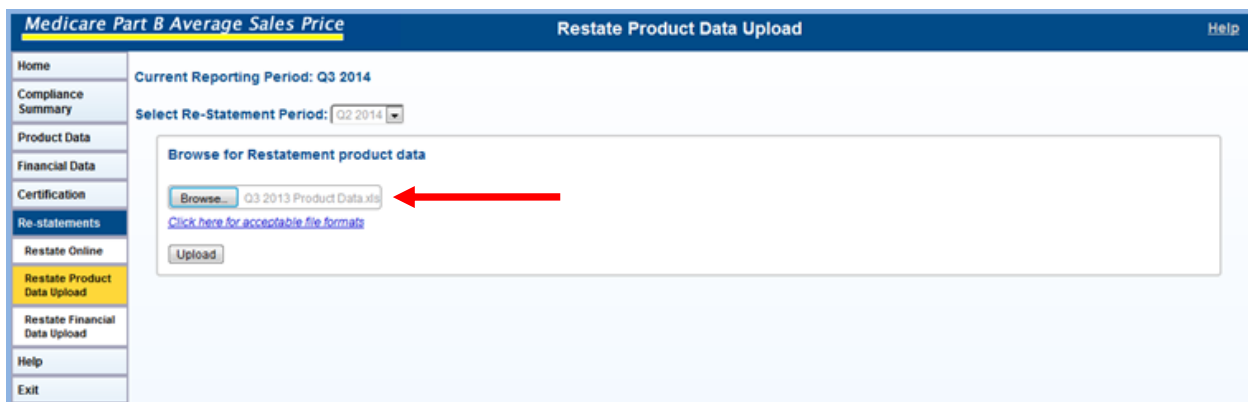 Medicare Part B Average Sales Price
Restate Product Data Upload
Help
Home
Compliance
Summary
Product Data
Financial Data
Certification
Re-statements
Restate Online
Restate Product
Data Upload
Restate Financial
Data Upload
Help
Exit
Current Reporting Period: Q3 2014
Select Re-Statement Period: Q2 2014
Browse for Restatement product data
Browse... Q3 2013 Product Data.xls
Click here for acceptable file formats
Upload